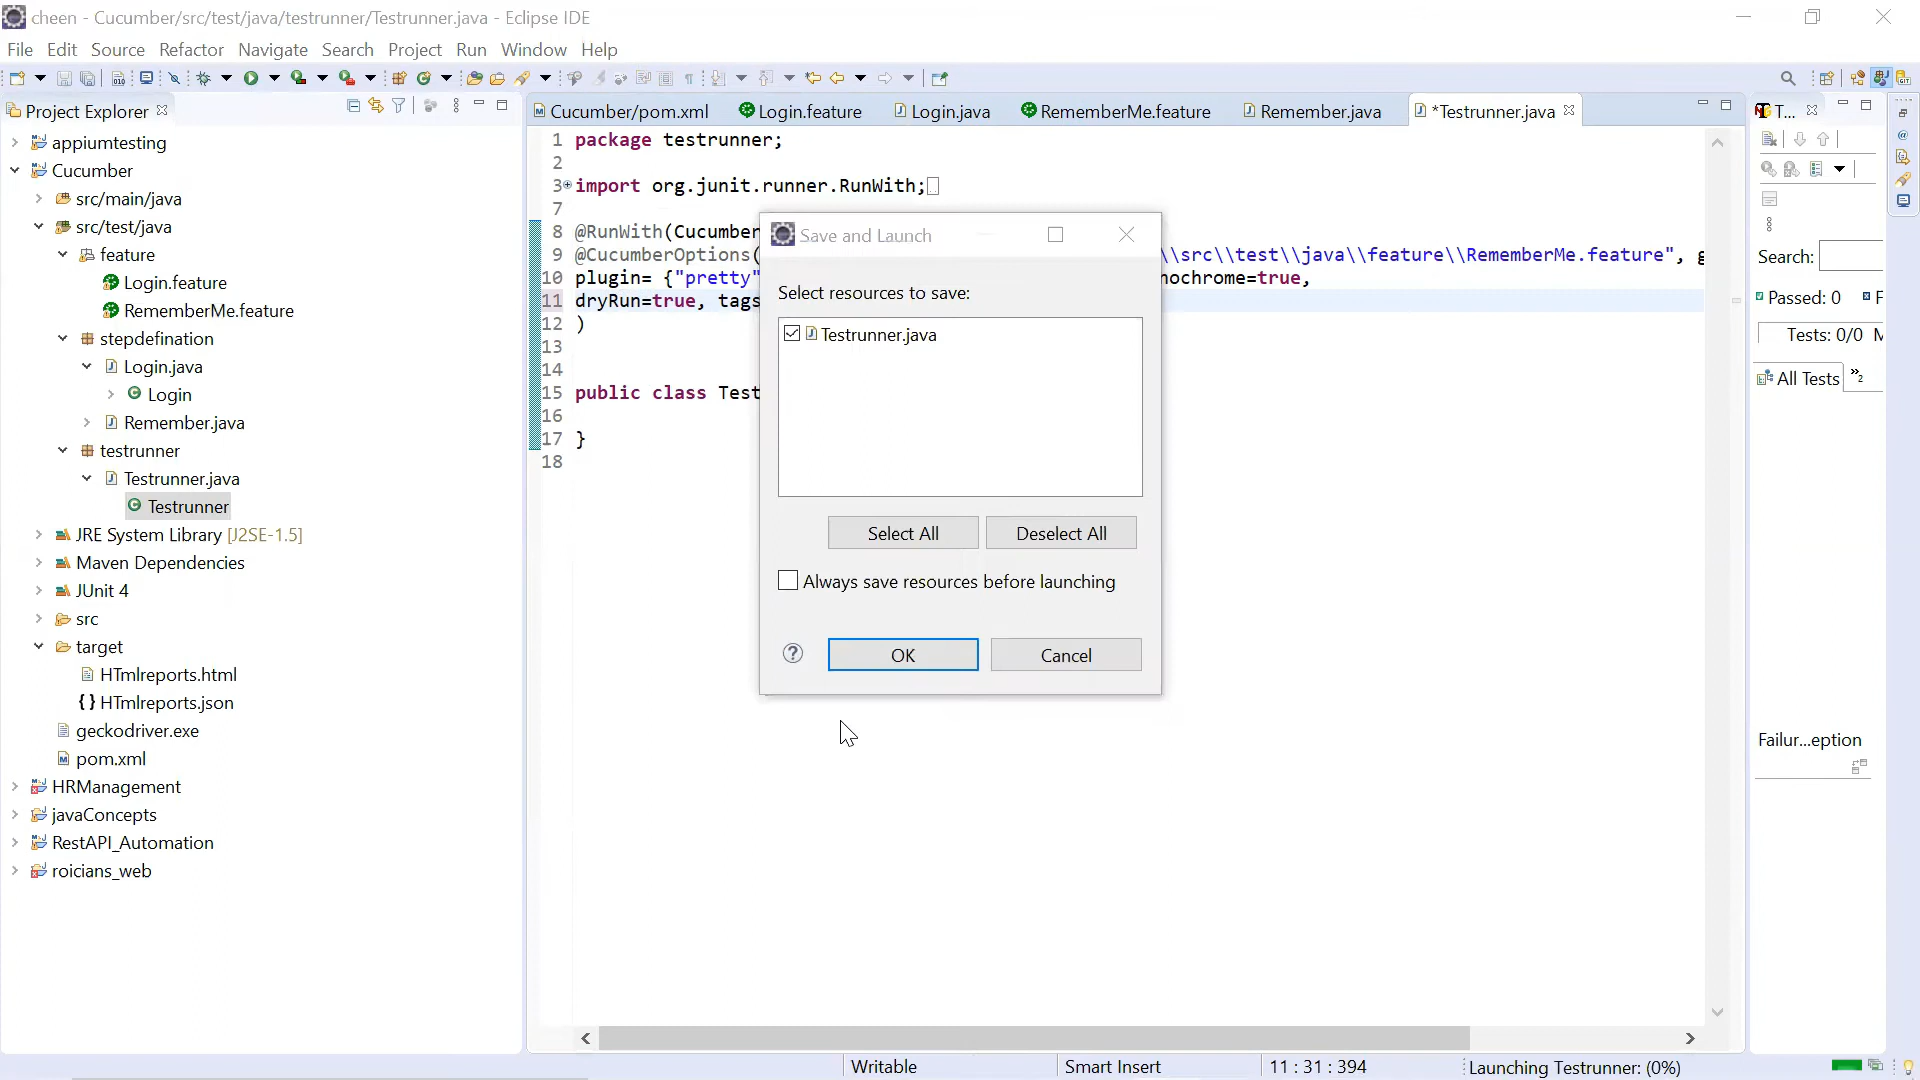 cheen - Cucumber/src/test/java/testrunner/Testrunner.java - Eclipse IDE
File Edit Source Refactor Navigate Search Project Run Window Help
Project Explorer
appiumtesting
Cucumber
src/main/java
src/test/java
feature
Login.feature
RememberMe.feature
stepdefination
Login.java
Login
Remember.java
testrunner
Testrunner.java
Testrunner
JRE System Library [J2SE-1.5]
Maven Dependencies
JUnit 4
src
target
HTmlreports.html
HTmlreports.json
geckodriver.exe
pom.xml
HRManagement
javaConcepts
RestAPI_Automation
roicians_web
Cucumber/pom.xml Login.feature Login.java RememberMe.feature Remember.java *Testrunner.java
1 package testrunner;
2
3 import org.junit.runner.RunWith;
7
8 @RunWith(Cucumber
9 @CucumberOptions( \\src\\test\\java\\feature\\RememberMe.feature", g
10 plugin= {"pretty" nochrome=true,
11 dryRun=true, tags
12 )
13
14
15 public class Test
16
17 }
18
Save and Launch
Select resources to save:
Testrunner.java
Select All Deselect All
Always save resources before launching
OK Cancel
T...
Search:
Passed: 0 F
Tests: 0/0 M
All Tests »2
Failur...eption
Writable Smart Insert 11 : 31 : 394 Launching Testrunner: (0%)